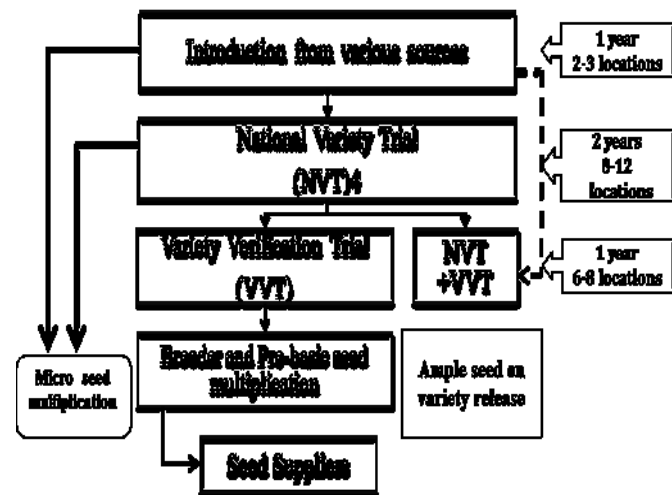 Introduction from various sources
1 year
2-3 locations
National Variety Trial
(NVT)4
2 years
8-12
locations
Variety Verification Trial
(VVT)
NVT
+VVT
1 year
6-8 locations
Micro seed
multiplication
Breeder and Pre-basic seed
multiplication
Ample seed on
variety release
Seed Suppliers